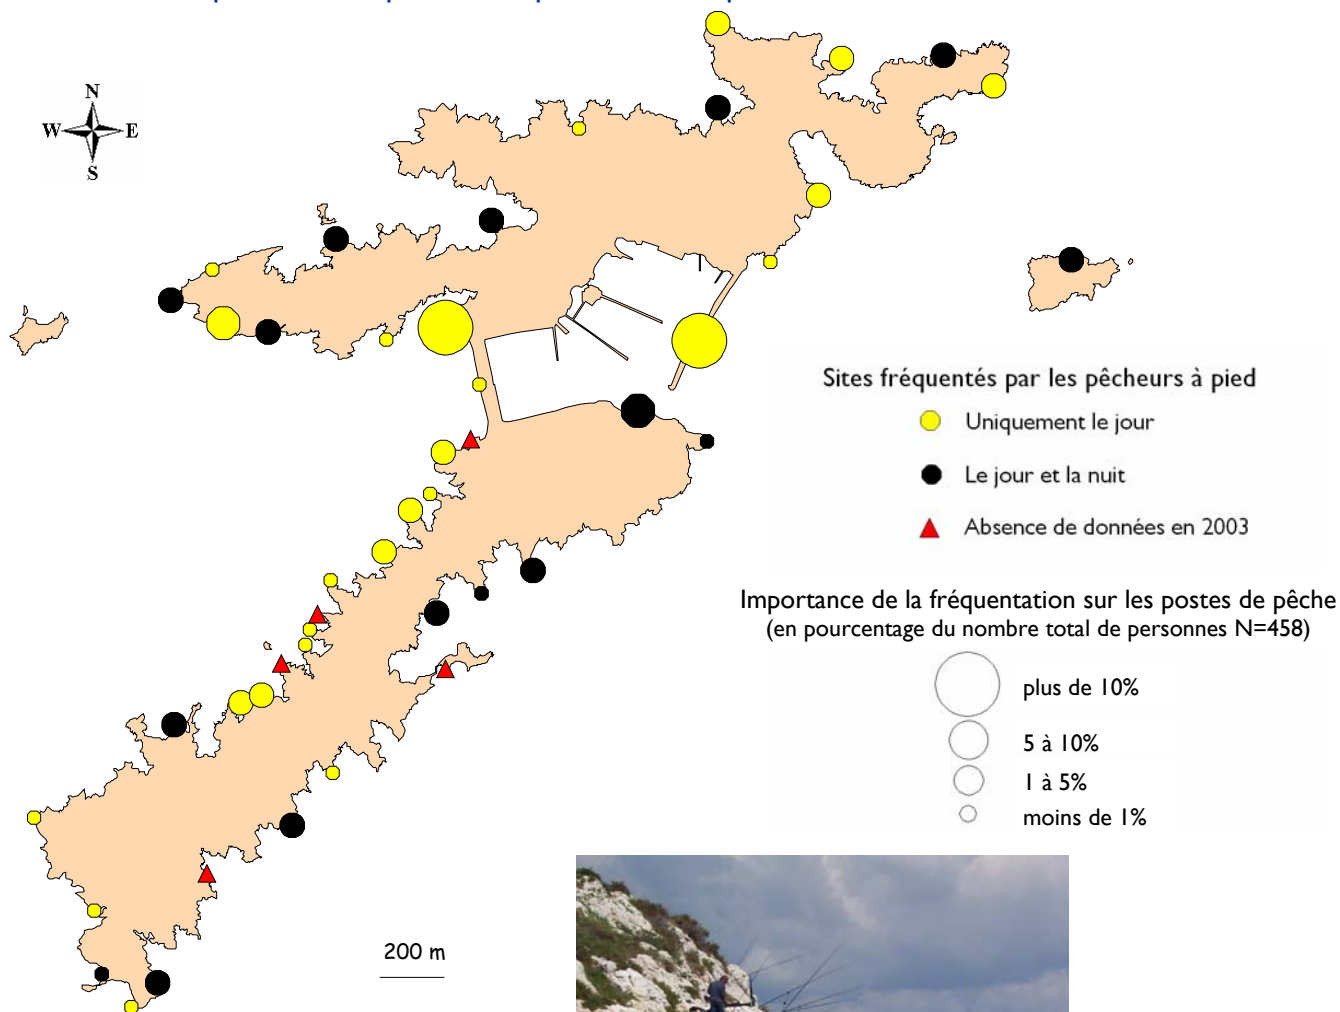 N
W E
S
Sites fréquentés par les pêcheurs à pied
Uniquement le jour
Le jour et la nuit
Absence de données en 2003
Importance de la fréquentation sur les postes de pêche
(en pourcentage du nombre total de personnes N=458)
plus de 10%
5 à 10%
1 à 5%
moins de 1%
200 m